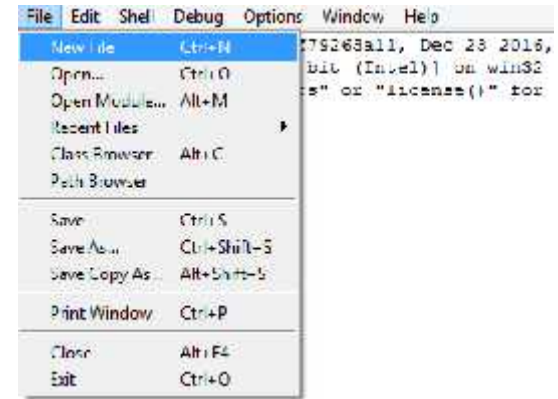 File Edit Shell Debug Options Window Help
New File Ctrl+N
79263a11, Dec 23 2016,
Open... Ctrl+O
bit (Intel)] on win32
Open Module... Alt+M
s" or "license()" for
Recent Files
Class Browser Alt+C
Path Browser
Save Ctrl+S
Save As... Ctrl+Shift+S
Save Copy As... Alt+Shift+S
Print Window Ctrl+P
Close Alt+F4
Exit Ctrl+Q